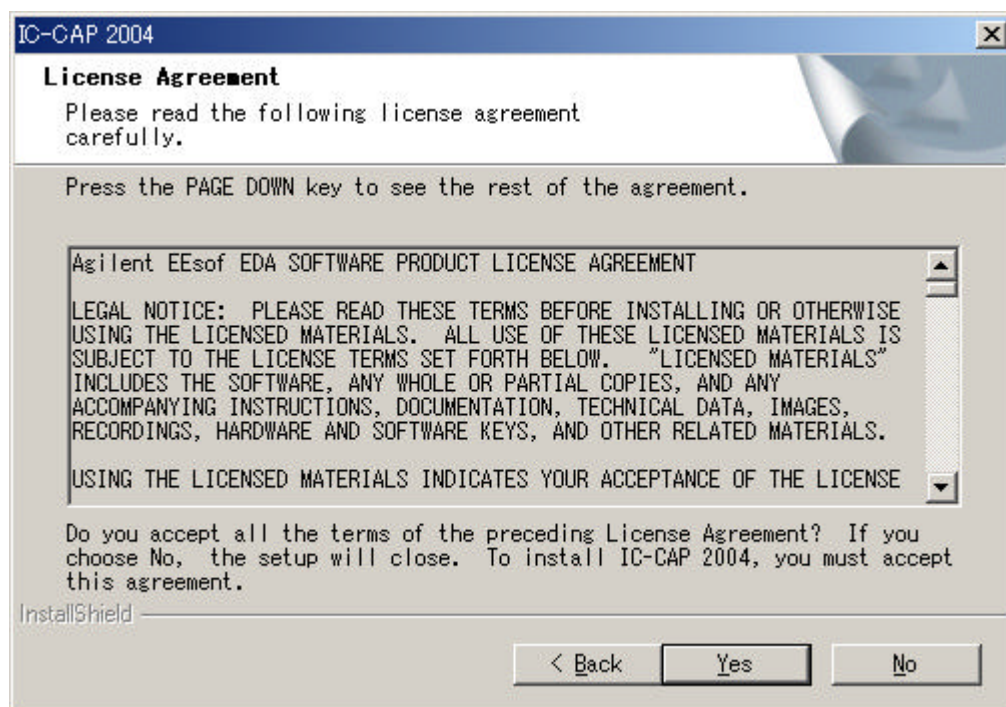 IC-CAP 2004
License Agreement
Please read the following license agreement
carefully.
Press the PAGE DOWN key to see the rest of the agreement.
Agilent EEsof EDA SOFTWARE PRODUCT LICENSE AGREEMENT
LEGAL NOTICE:  PLEASE READ THESE TERMS BEFORE INSTALLING OR OTHERWISE
USING THE LICENSED MATERIALS.  ALL USE OF THESE LICENSED MATERIALS IS
SUBJECT TO THE LICENSE TERMS SET FORTH BELOW.   "LICENSED MATERIALS"
INCLUDES THE SOFTWARE, ANY WHOLE OR PARTIAL COPIES, AND ANY
ACCOMPANYING INSTRUCTIONS, DOCUMENTATION, TECHNICAL DATA, IMAGES,
RECORDINGS, HARDWARE AND SOFTWARE KEYS, AND OTHER RELATED MATERIALS.
USING THE LICENSED MATERIALS INDICATES YOUR ACCEPTANCE OF THE LICENSE
Do you accept all the terms of the preceding License Agreement?  If you
choose No,  the setup will close.  To install IC-CAP 2004, you must accept
this agreement.
InstallShield
< Back
Yes
No